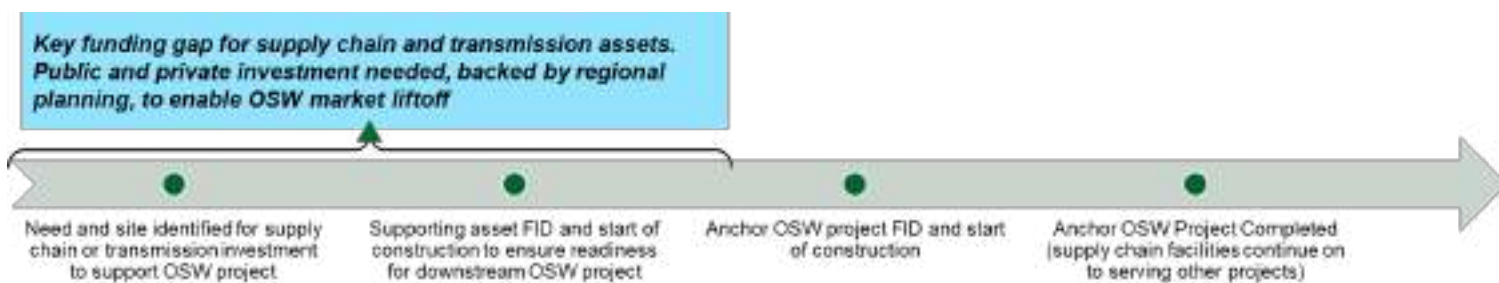 Key funding gap for supply chain and transmission assets.
Public and private investment needed, backed by regional
planning, to enable OSW market liftoff
Need and site identified for supply
chain or transmission investment
to support OSW project
Supporting asset FID and start of
construction to ensure readiness
for downstream OSW project
Anchor OSW project FID and start
of construction
Anchor OSW Project Completed
(supply chain facilities continue on
to serving other projects)